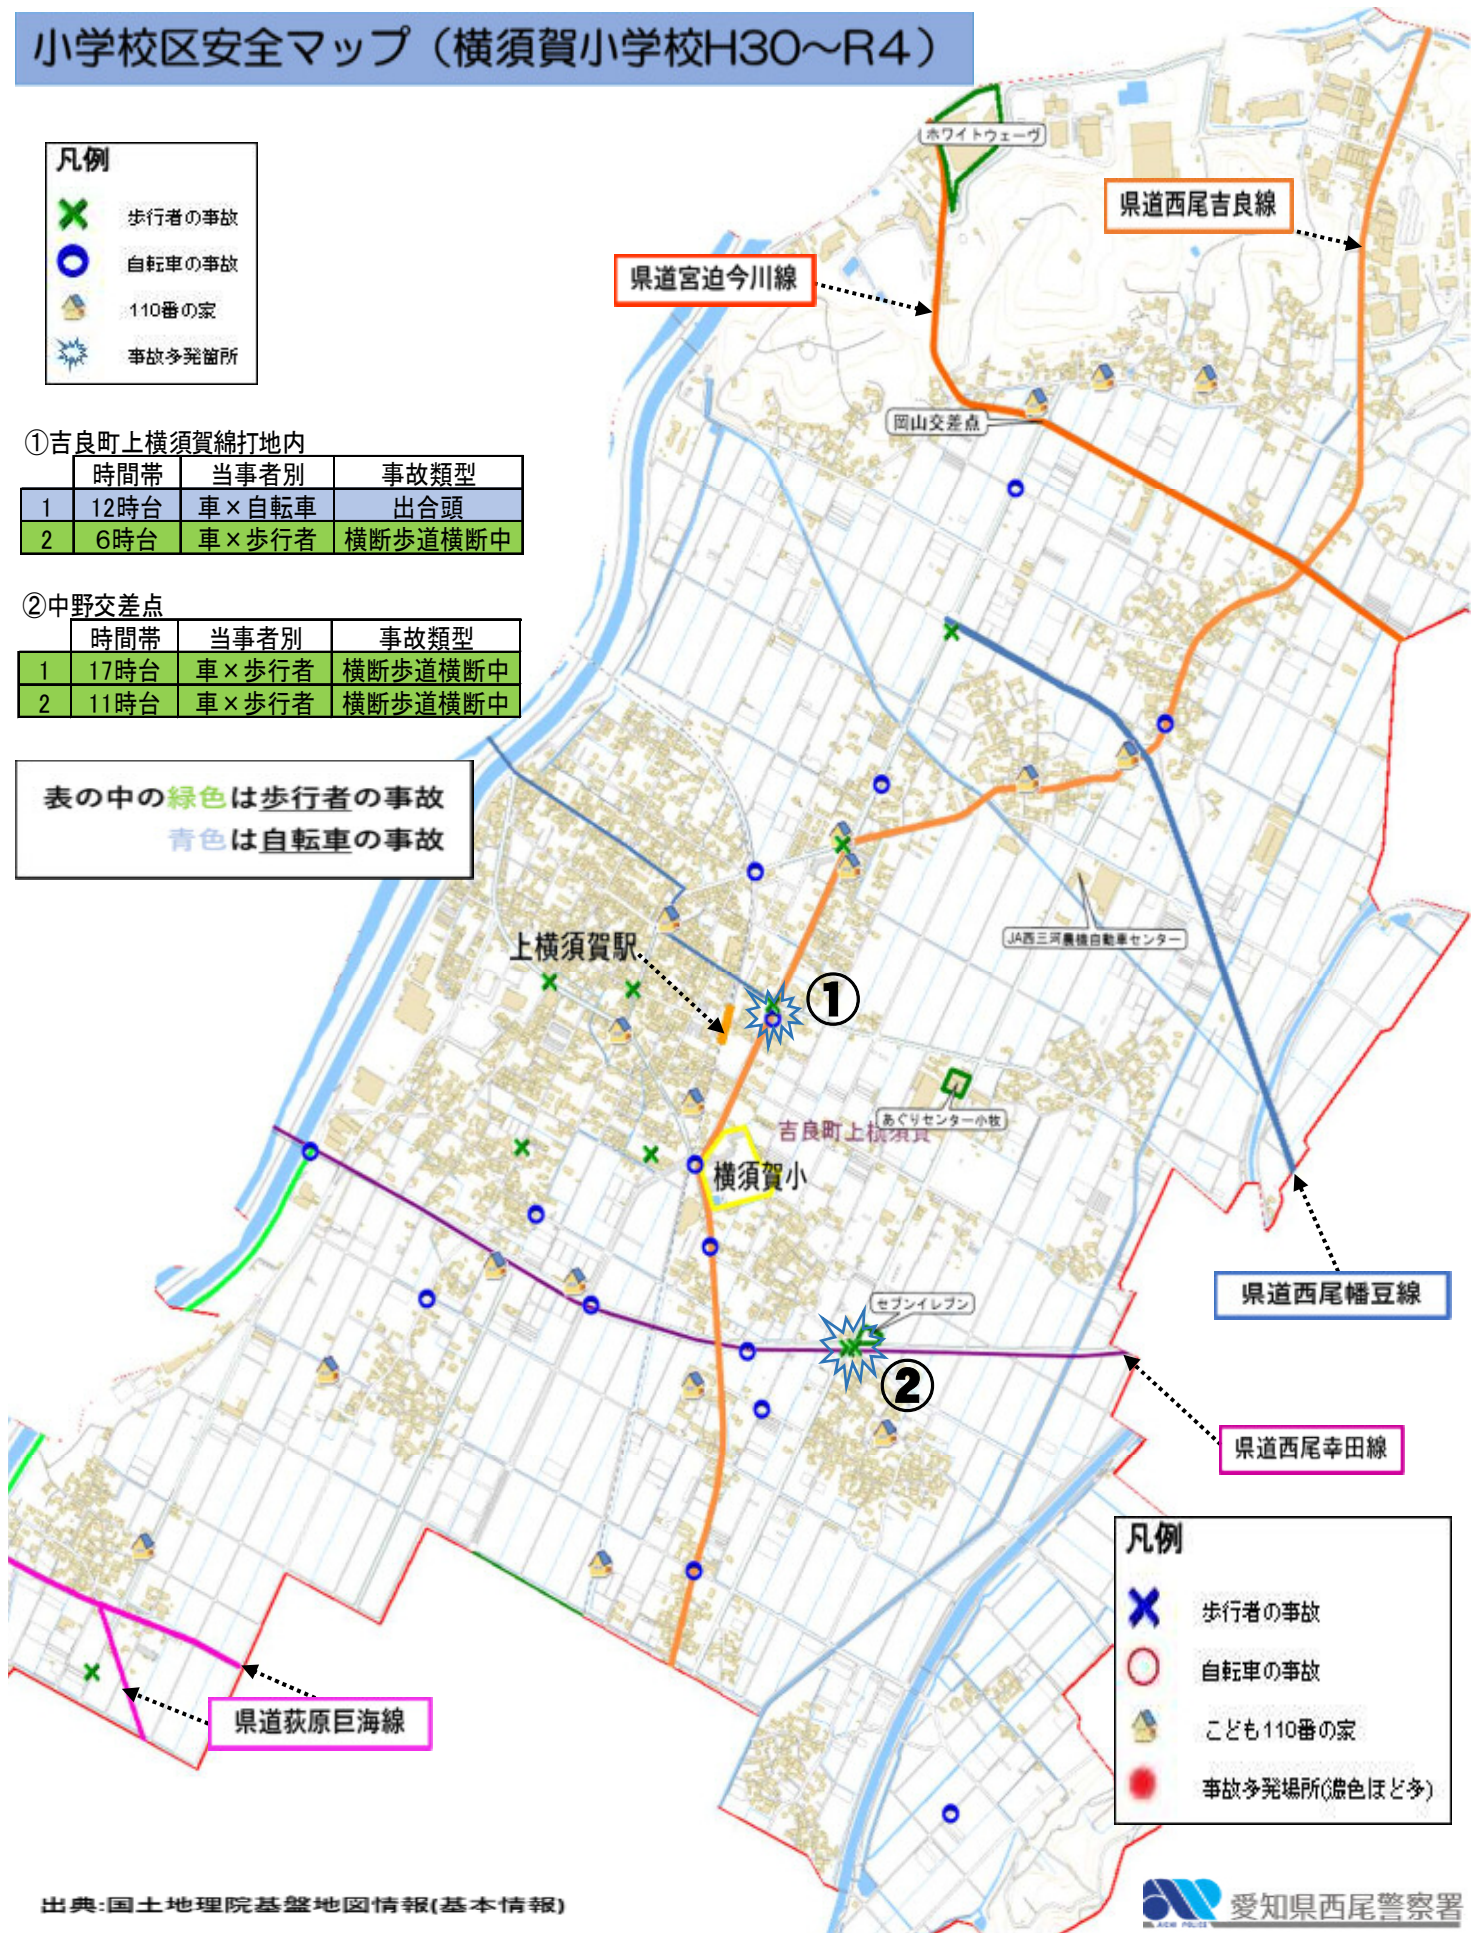 小学校区安全マップ（横須賀小学校H30～R4）
凡例
歩行者の事故
自転車の事故
110番の家
事故多発箇所
①吉良町上横須賀綿打地内
時間帯 当事者別 事故類型
1 12時台 車×自転車 出合頭
2 6時台 車×歩行者 横断歩道横断中
②中野交差点
時間帯 当事者別 事故類型
1 17時台 車×歩行者 横断歩道横断中
2 11時台 車×歩行者 横断歩道横断中
表の中の緑色は歩行者の事故
青色は自転車の事故
ホワイトウェーヴ
県道西尾吉良線
県道宮迫今川線
岡山交差点
JA西三河農機自動車センター
上横須賀駅
①
あぐりセンター小牧
吉良町上横須賀
横須賀小
県道西尾幡豆線
セブンイレブン
②
県道西尾幸田線
県道荻原巨海線
凡例
歩行者の事故
自転車の事故
こども110番の家
事故多発場所(濃色ほど多)
出典:国土地理院基盤地図情報(基本情報)
AICHI POLICE
愛知県西尾警察署